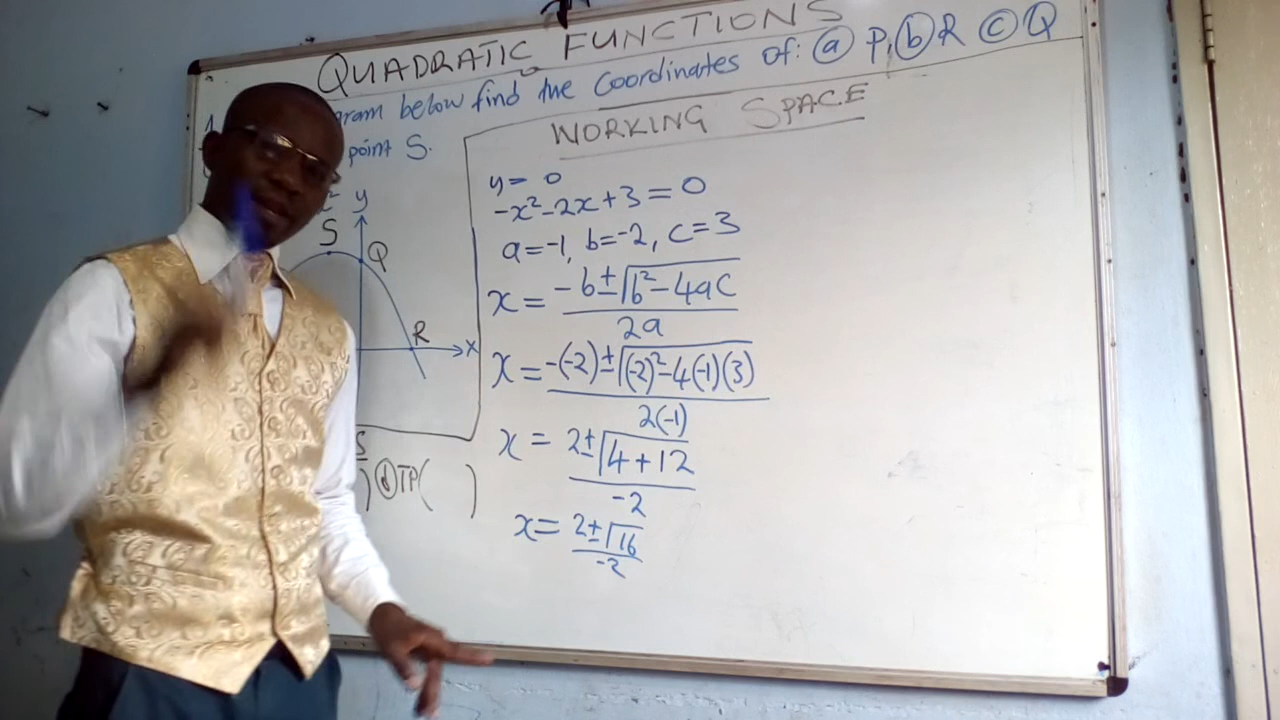 QUADRATIC FUNCTIONS
below find the coordinates of: ⓐ P, ⓑ R ⓒ Q
point S.
WORKING SPACE
y = 0
-x²-2x+3=0
a=-1, b=-2, c=3
x = -b±√b²-4ac
2a
x = -(-2)±√(-2)²-4(-1)(3)
2(-1)
x = 2±√4+12
-2
x = 2±√16
-2
y
S
Q
R
x
S
) ⓓ TP( )